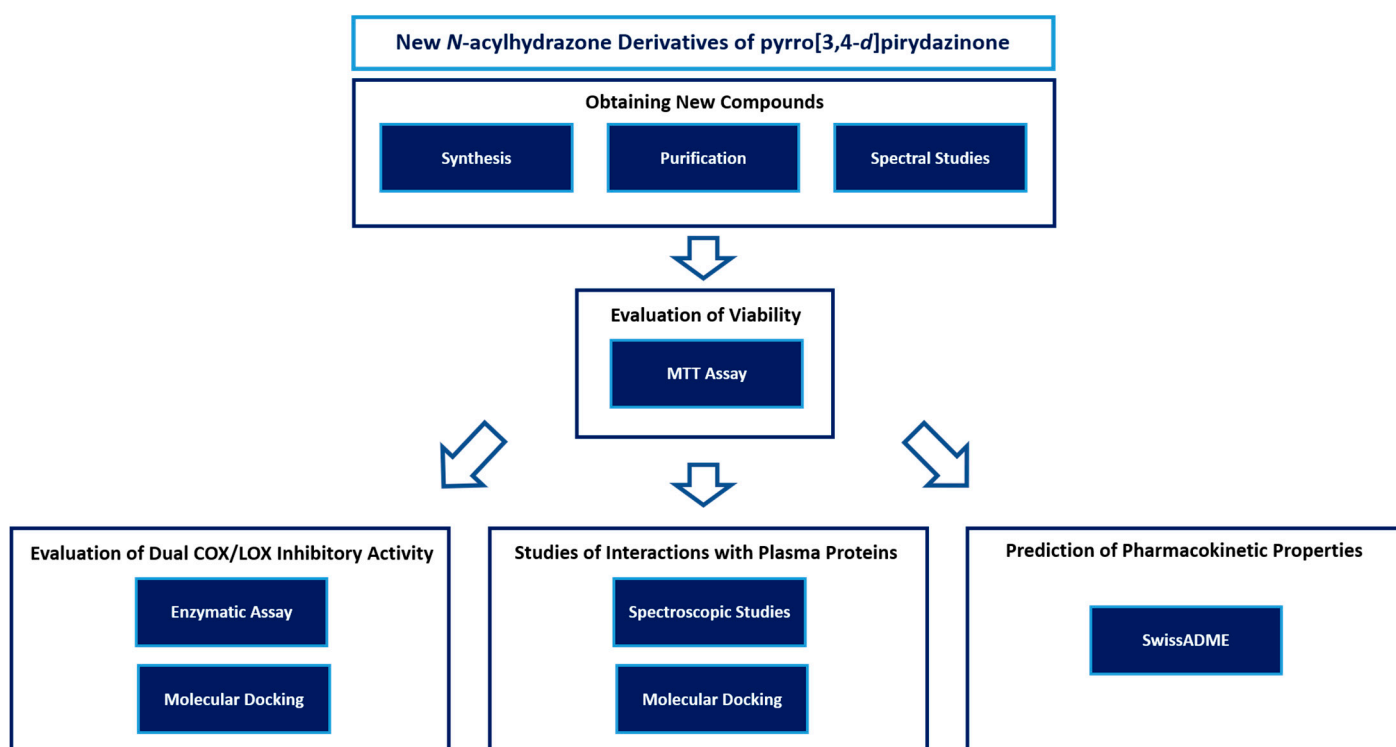 New N-acylhydrazone Derivatives of pyrro[3,4-d]pirydazinone
Obtaining New Compounds
Synthesis
Purification
Spectral Studies
Evaluation of Viability
MTT Assay
Evaluation of Dual COX/LOX Inhibitory Activity
Enzymatic Assay
Molecular Docking
Studies of Interactions with Plasma Proteins
Spectroscopic Studies
Molecular Docking
Prediction of Pharmacokinetic Properties
SwissADME